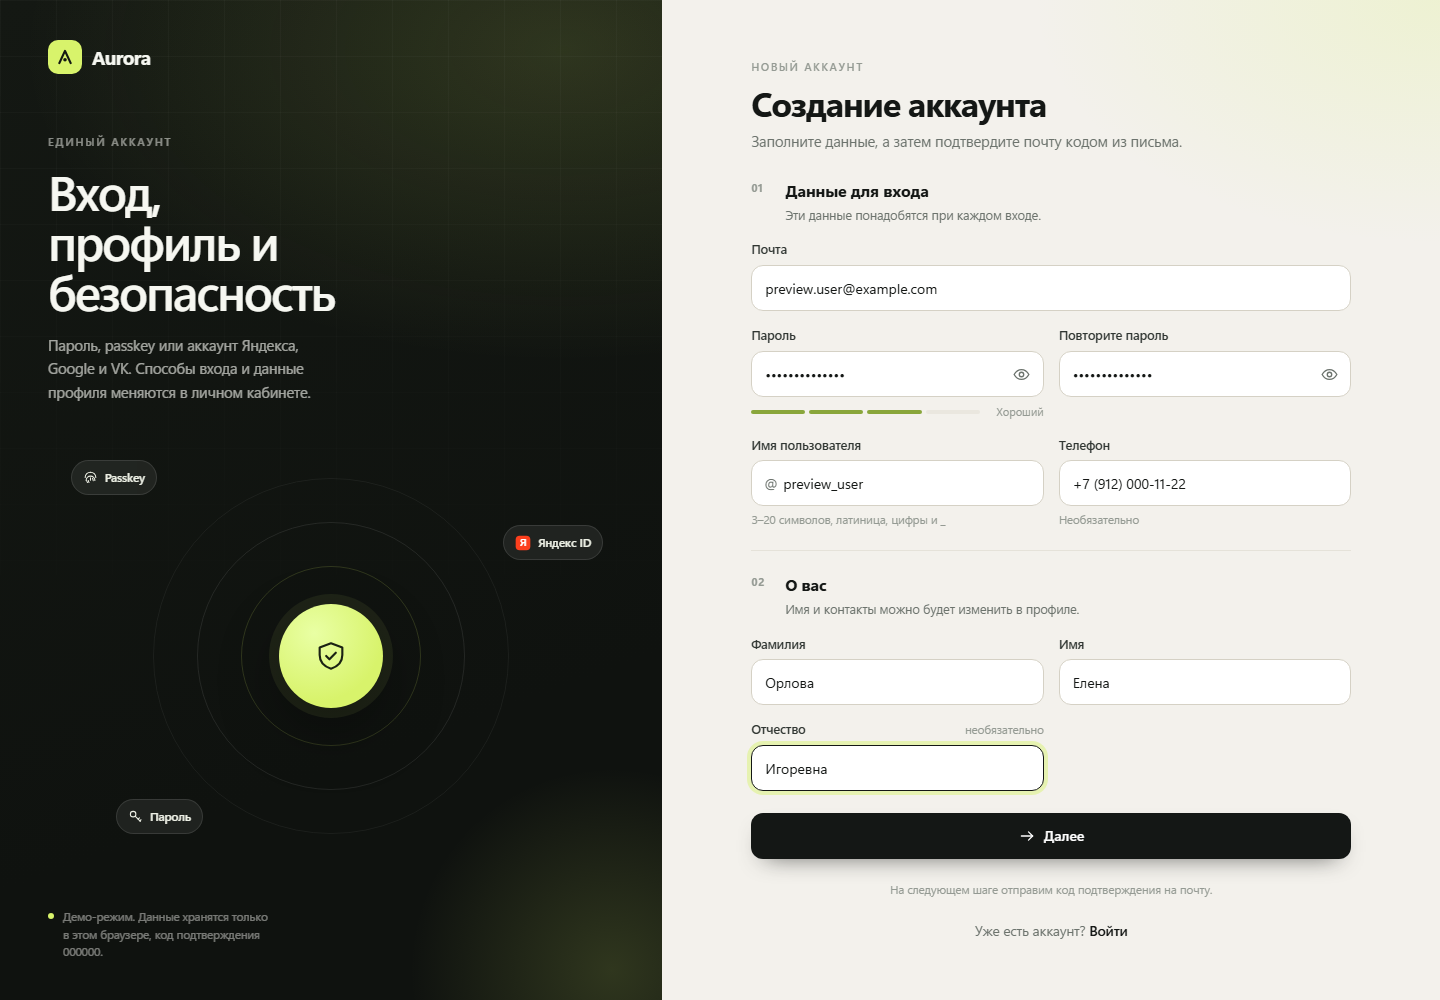 Aurora
ЕДИНЫЙ АККАУНТ
Вход,
профиль и
безопасность
Пароль, passkey или аккаунт Яндекса,
Google и VK. Способы входа и данные
профиля меняются в личном кабинете.
Passkey
Я Яндекс ID
Пароль
Демо-режим. Данные хранятся только
в этом браузере, код подтверждения
000000.
НОВЫЙ АККАУНТ
Создание аккаунта
Заполните данные, а затем подтвердите почту кодом из письма.
01 Данные для входа
Эти данные понадобятся при каждом входе.
Почта
preview.user@example.com
Пароль Повторите пароль
•••••••••••••• ••••••••••••••
Хороший
Имя пользователя Телефон
@ preview_user +7 (912) 000-11-22
3–20 символов, латиница, цифры и _ Необязательно
02 О вас
Имя и контакты можно будет изменить в профиле.
Фамилия Имя
Орлова Елена
Отчество необязательно
Игоревна
Далее
На следующем шаге отправим код подтверждения на почту.
Уже есть аккаунт? Войти